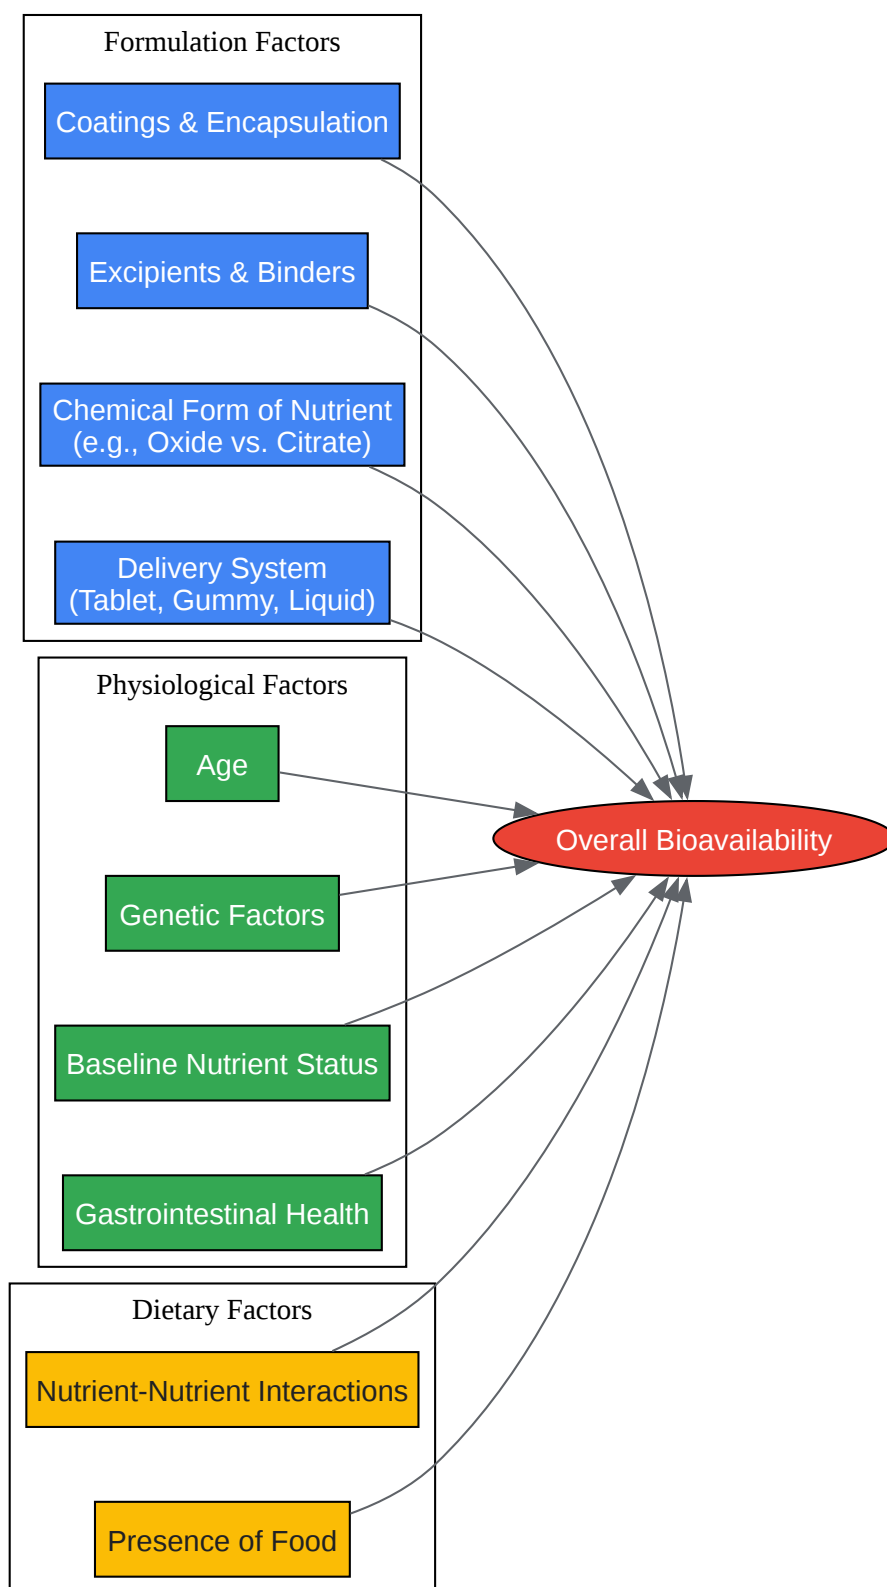 Formulation Factors
Coatings & Encapsulation
Excipients & Binders
Chemical Form of Nutrient
(e.g., Oxide vs. Citrate)
Delivery System
(Tablet, Gummy, Liquid)
Physiological Factors
Age
Genetic Factors
Baseline Nutrient Status
Gastrointestinal Health
Dietary Factors
Nutrient-Nutrient Interactions
Presence of Food
Overall Bioavailability